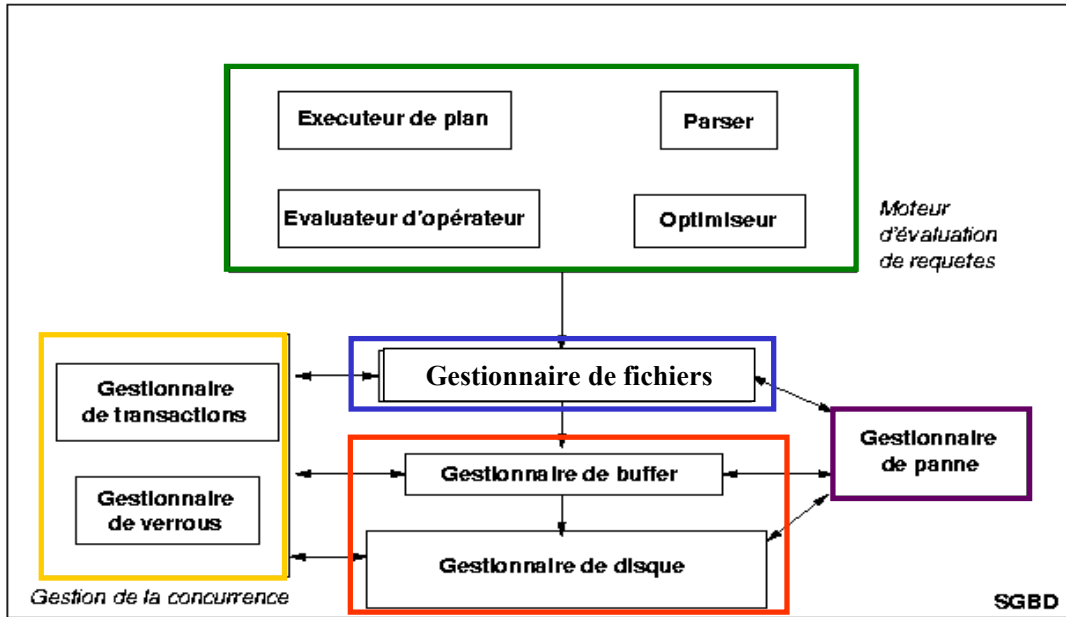 Executeur de plan
Parser
Evaluateur d'opérateur
Optimiseur
Moteur
d'évaluation
de requetes
Gestionnaire de fichiers
Gestionnaire
de transactions
Gestionnaire
de verrous
Gestion de la concurrence
Gestionnaire de buffer
Gestionnaire de disque
Gestionnaire
de panne
SGBD